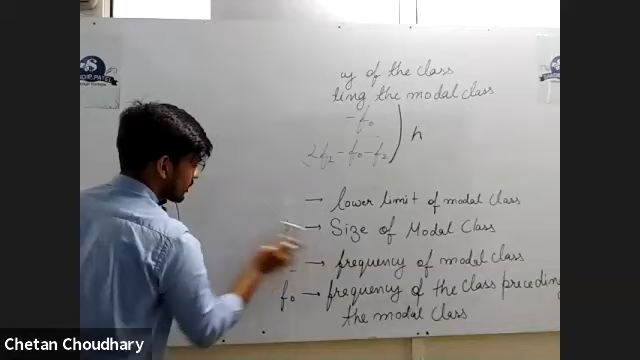 of the class
the modal class
- f₀
2f₁ - f₀ - f₂ ) h
→ lower limit of modal class
→ Size of Modal Class
→ frequency of modal class
f₀ → frequency of the class preceding
the modal class
Chetan Choudhary